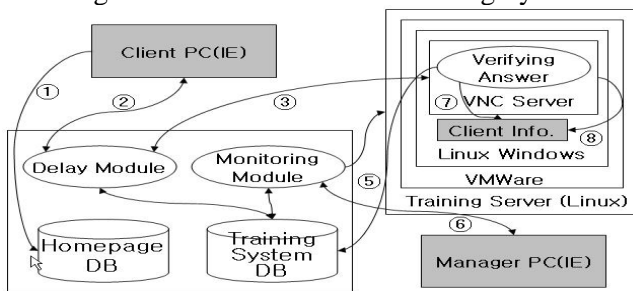 Client PC(IE)
①
②
③
Verifying
Answer
⑦
VNC Server
Client Info.
⑧
Linux Windows
VMWare
Training Server (Linux)
Delay Module
Monitoring
Module
⑤
⑥
Homepage
DB
Training
System
DB
Manager PC(IE)